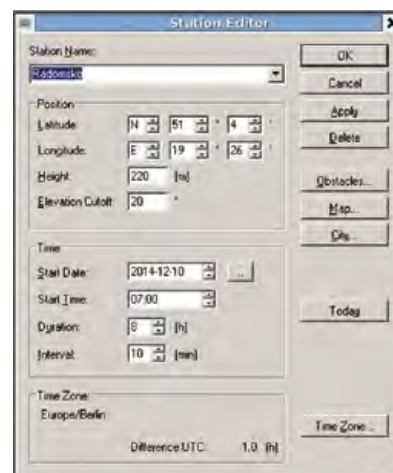 Station Editor
Station Name:
Radomsko
Position
Latitude: N 51 ° 4 '
Longitude: E 19 ° 26 '
Height: 220 [m]
Elevation Cutoff: 20 °
Time
Start Date: 2014-12-10 ...
Start Time: 07:00
Duration: 8 [h]
Interval: 10 [min]
Time Zone:
Europe/Berlin
Difference UTC: 1.0 [h]
OK
Cancel
Apply
Delete
Obstacles...
Map...
City...
Today
Time Zone...